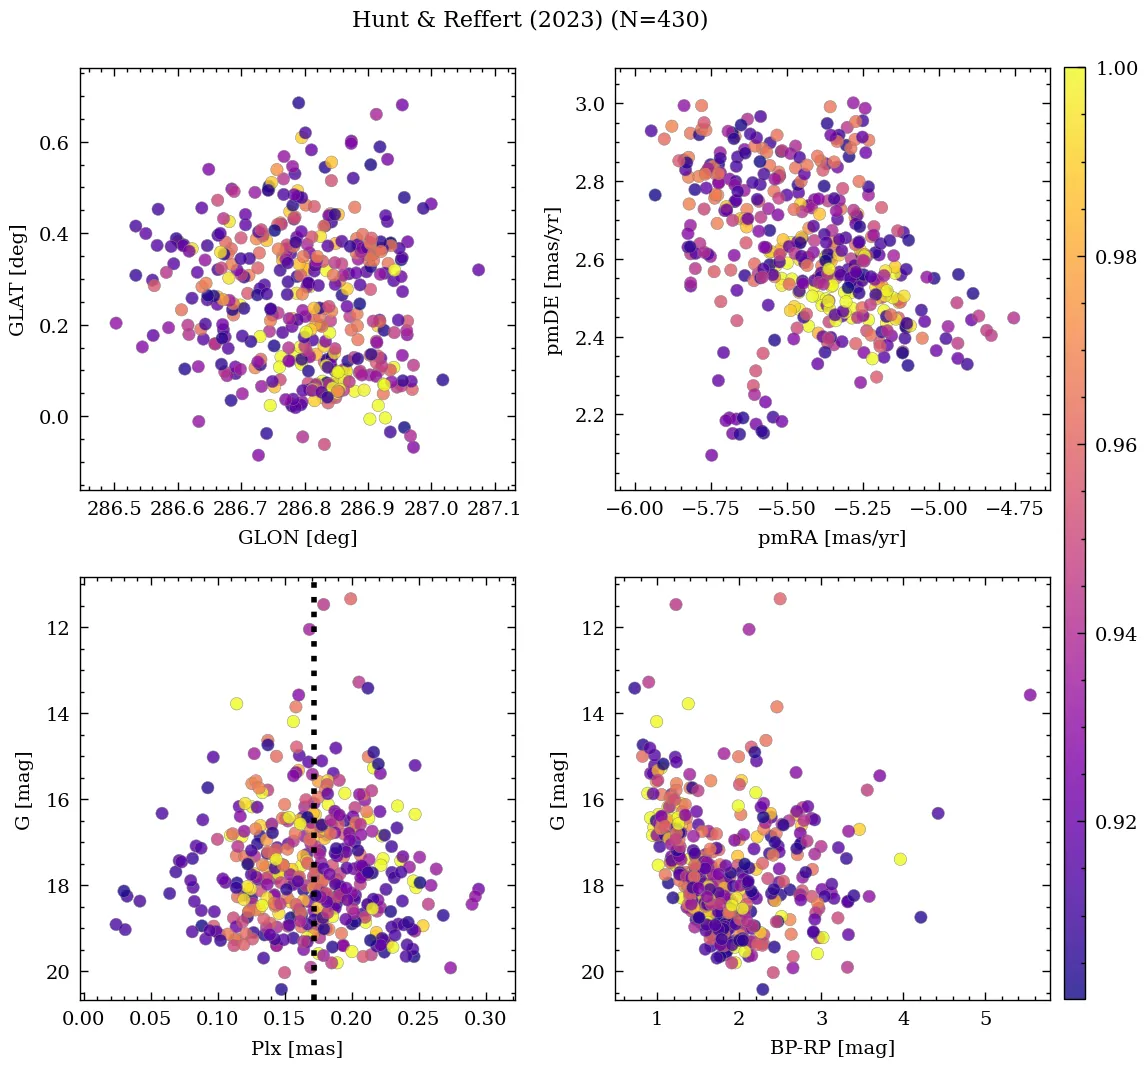 Hunt & Reffert (2023) (N=430)
GLAT [deg]
0.6
0.4
0.2
0.0
286.5 286.6 286.7 286.8 286.9 287.0 287.1
GLON [deg]
pmDE [mas/yr]
3.0
2.8
2.6
2.4
2.2
−6.00 −5.75 −5.50 −5.25 −5.00 −4.75
pmRA [mas/yr]
G [mag]
12
14
16
18
20
0.00 0.05 0.10 0.15 0.20 0.25 0.30
Plx [mas]
G [mag]
12
14
16
18
20
1 2 3 4 5
BP-RP [mag]
1.00
0.98
0.96
0.94
0.92